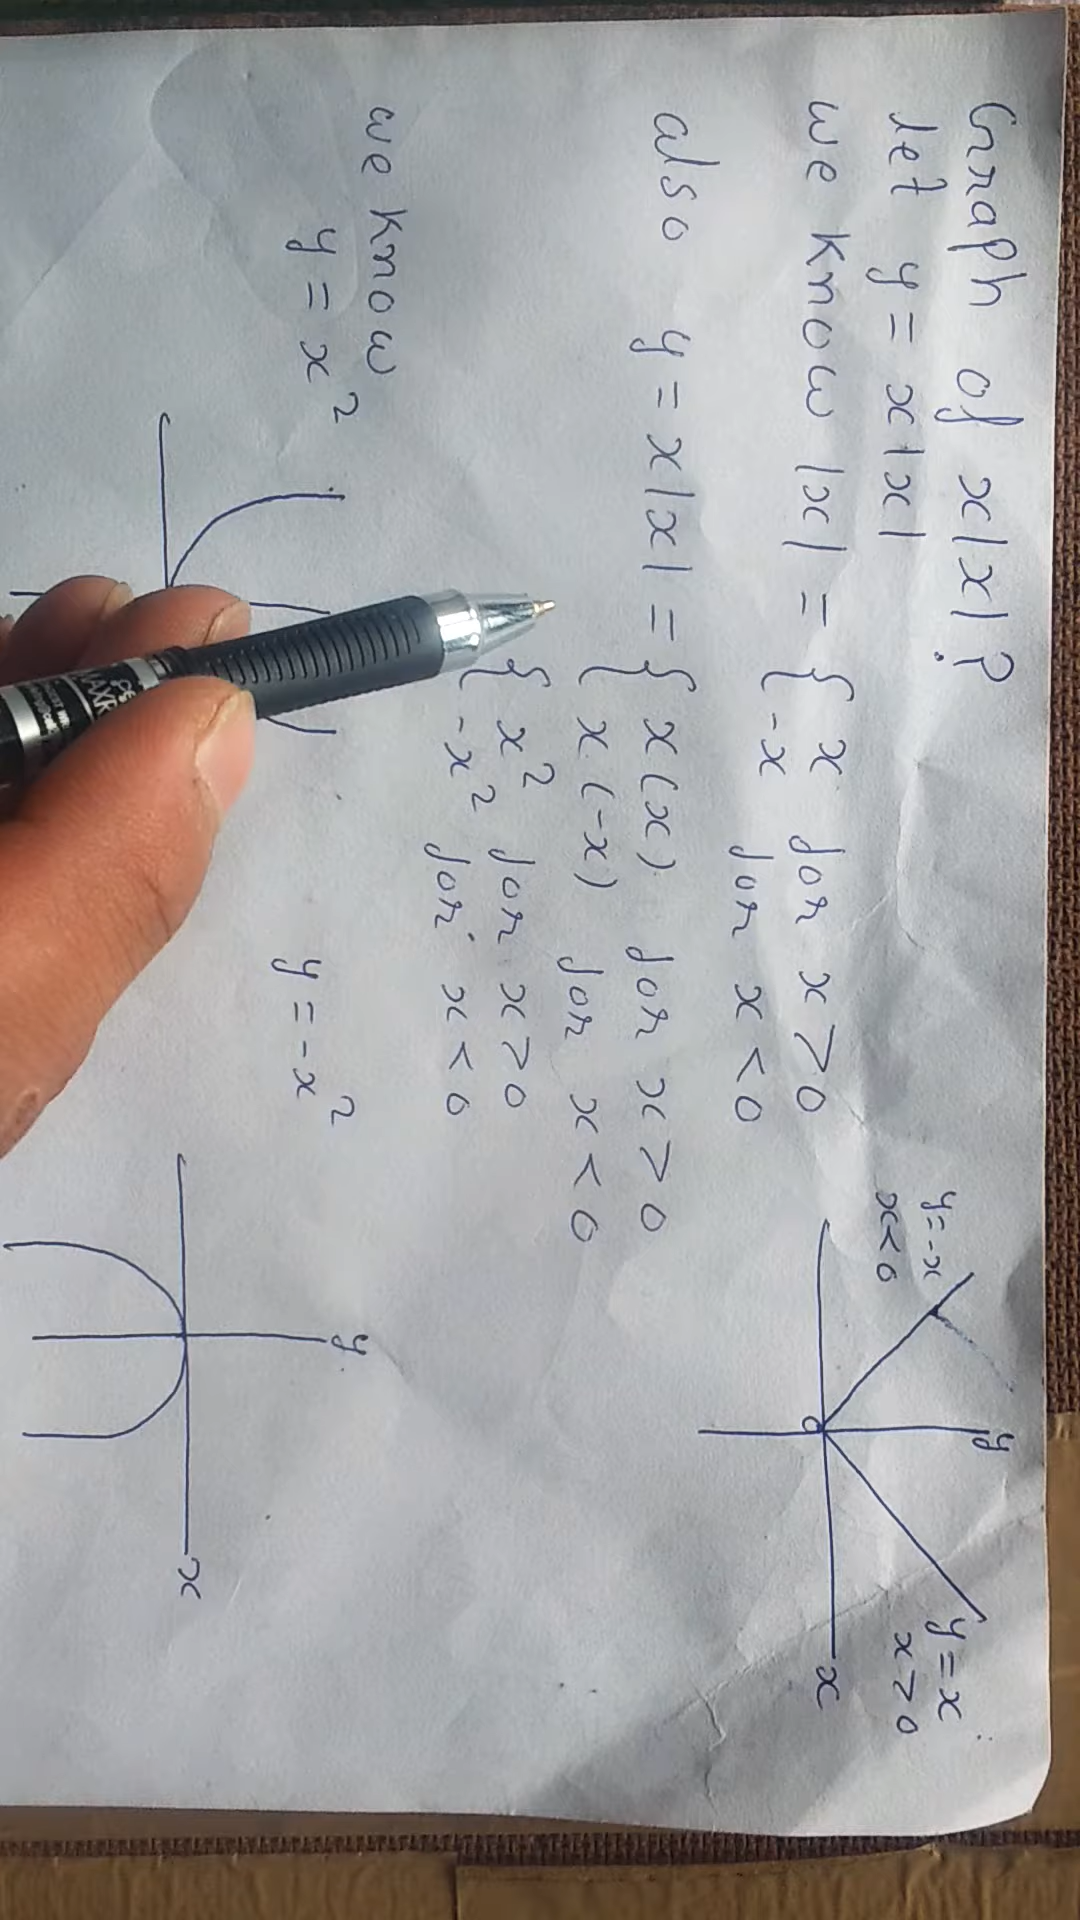 Graph of x|x|?
let y = x|x|
we know |x| = { x for x > 0
-x for x < 0
y = -x
x < 0
y
y = x
x > 0
o
x
also y = x|x| = { x(x) for x > 0
x(-x) for x < 0
{ x² for x > 0
-x² for x < 0
we know
y = x²
y = -x²
y
x